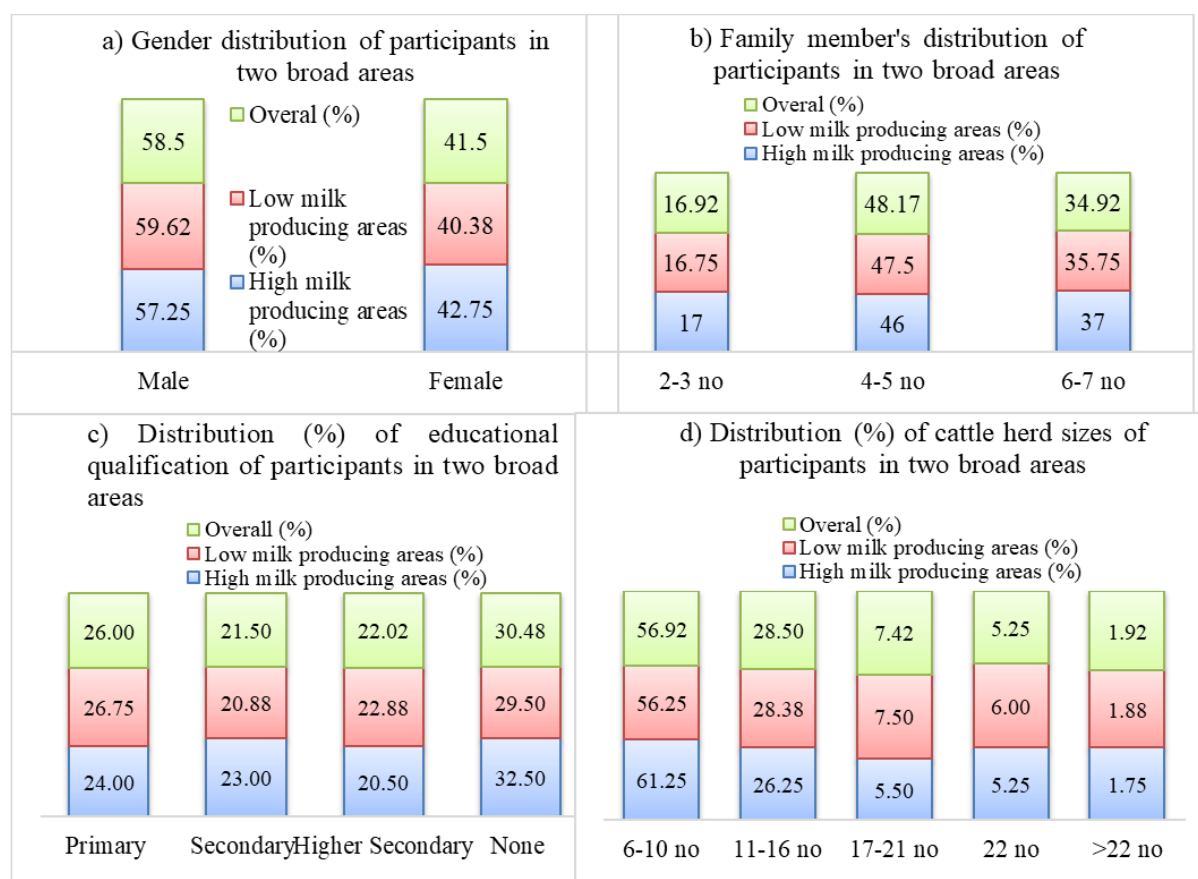 a) Gender distribution of participants in
two broad areas
Overal (%)
Low milk
producing areas
(%)
High milk
producing areas
(%)
58.5
59.62
57.25
41.5
40.38
42.75
Male
Female
b) Family member's distribution of
participants in two broad areas
Overal (%)
Low milk producing areas (%)
High milk producing areas (%)
16.92
48.17
34.92
16.75
47.5
35.75
17
46
37
2-3 no
4-5 no
6-7 no
c) Distribution (%) of educational
qualification of participants in two broad
areas
Overall (%)
Low milk producing areas (%)
High milk producing areas (%)
26.00
21.50
22.02
30.48
26.75
20.88
22.88
29.50
24.00
23.00
20.50
32.50
Primary
Secondary
Higher Secondary
None
d) Distribution (%) of cattle herd sizes of
participants in two broad areas
Overal (%)
Low milk producing areas (%)
High milk producing areas (%)
56.92
28.50
7.42
5.25
1.92
56.25
28.38
7.50
6.00
1.88
61.25
26.25
5.50
5.25
1.75
6-10 no
11-16 no
17-21 no
22 no
>22 no